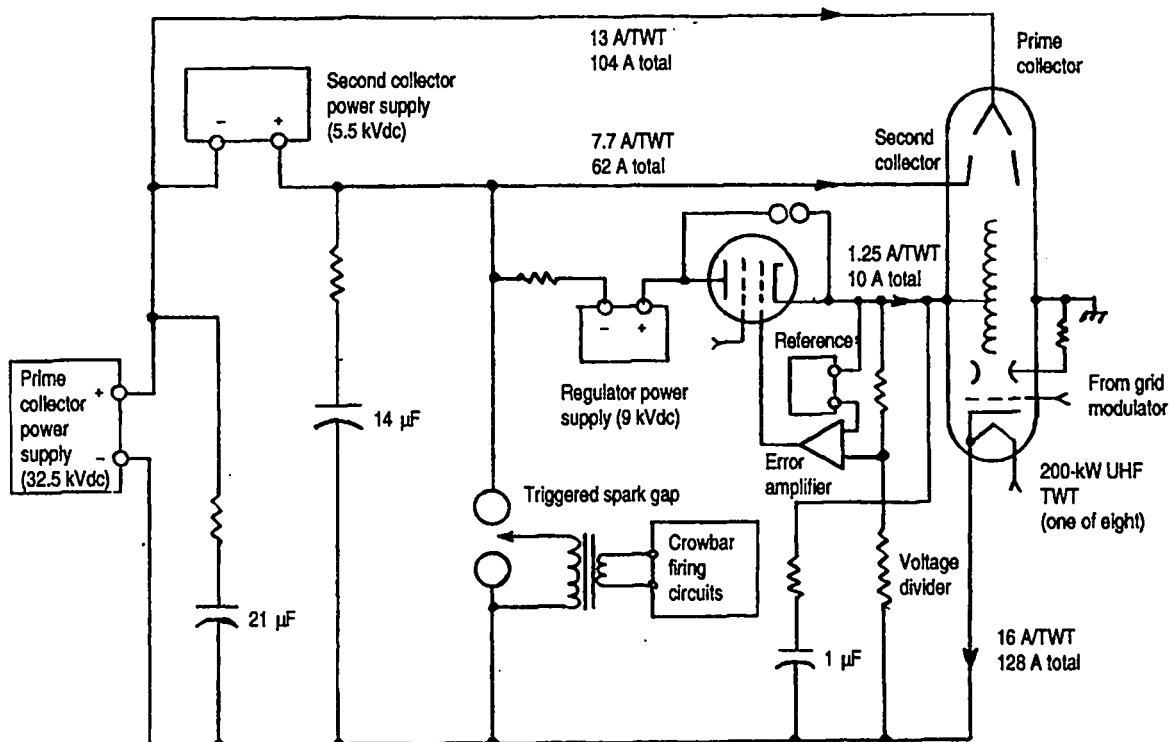 13 A/TWT
104 A total
Prime
collector
Second collector
power supply
(5.5 kVdc)
- +
7.7 A/TWT
62 A total
Second
collector
1.25 A/TWT
10 A total
- +
Reference
Regulator power
supply (9 kVdc)
Prime
collector
power
supply
(32.5 kVdc)
+
-
14 µF
From grid
modulator
Error
amplifier
200-kW UHF
TWT
(one of eight)
Triggered spark gap
Crowbar
firing
circuits
Voltage
divider
21 µF
1 µF
16 A/TWT
128 A total